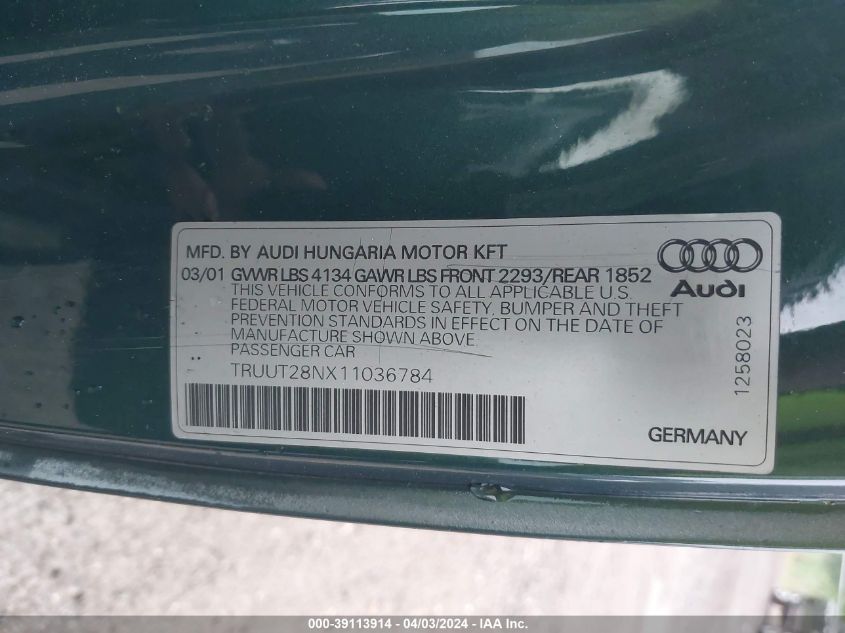 MFD. BY AUDI HUNGARIA MOTOR KFT
03/01 GVWR LBS 4134 GAWR LBS FRONT 2293/REAR 1852
THIS VEHICLE CONFORMS TO ALL APPLICABLE U.S.
FEDERAL MOTOR VEHICLE SAFETY, BUMPER AND THEFT
PREVENTION STANDARDS IN EFFECT ON THE DATE OF
MANUFACTURE SHOWN ABOVE
PASSENGER CAR
TRUUT28NX11036784
Audi
1258023
GERMANY
000-39113914 - 04/03/2024 - IAA Inc.